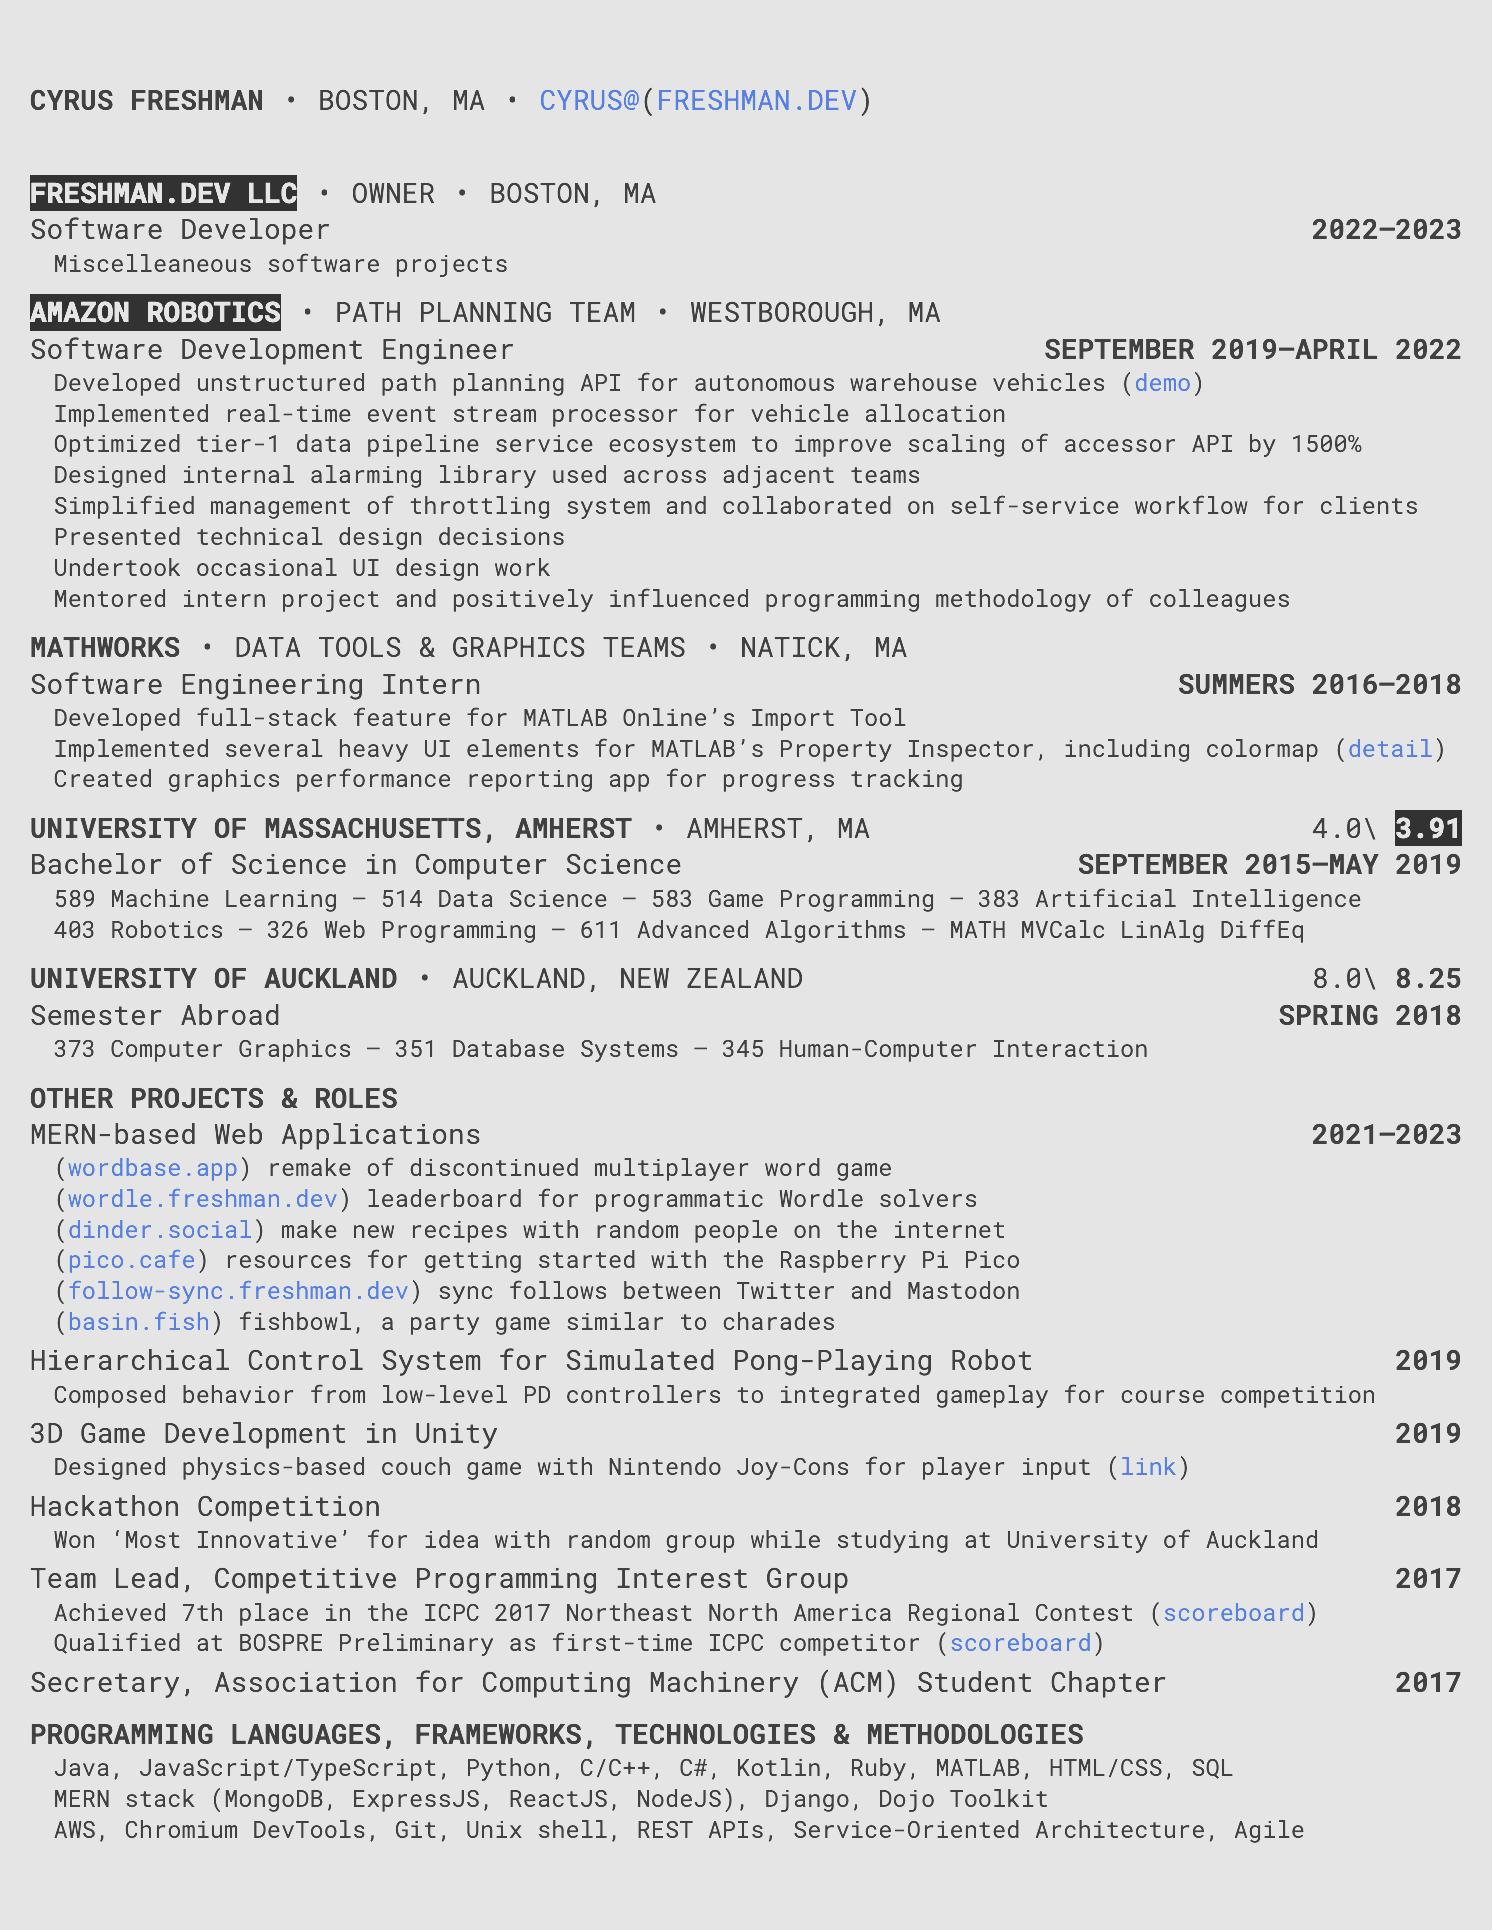 CYRUS FRESHMAN • BOSTON, MA • CYRUS@(FRESHMAN.DEV)
FRESHMAN.DEV LLC • OWNER • BOSTON, MA
Software Developer 2022–2023
Miscelleaneous software projects
AMAZON ROBOTICS • PATH PLANNING TEAM • WESTBOROUGH, MA
Software Development Engineer SEPTEMBER 2019–APRIL 2022
Developed unstructured path planning API for autonomous warehouse vehicles (demo)
Implemented real-time event stream processor for vehicle allocation
Optimized tier-1 data pipeline service ecosystem to improve scaling of accessor API by 1500%
Designed internal alarming library used across adjacent teams
Simplified management of throttling system and collaborated on self-service workflow for clients
Presented technical design decisions
Undertook occasional UI design work
Mentored intern project and positively influenced programming methodology of colleagues
MATHWORKS • DATA TOOLS & GRAPHICS TEAMS • NATICK, MA
Software Engineering Intern SUMMERS 2016–2018
Developed full-stack feature for MATLAB Online’s Import Tool
Implemented several heavy UI elements for MATLAB’s Property Inspector, including colormap (detail)
Created graphics performance reporting app for progress tracking
UNIVERSITY OF MASSACHUSETTS, AMHERST • AMHERST, MA 4.0\ 3.91
Bachelor of Science in Computer Science SEPTEMBER 2015–MAY 2019
589 Machine Learning – 514 Data Science – 583 Game Programming – 383 Artificial Intelligence
403 Robotics – 326 Web Programming – 611 Advanced Algorithms – MATH MVCalc LinAlg DiffEq
UNIVERSITY OF AUCKLAND • AUCKLAND, NEW ZEALAND 8.0\ 8.25
Semester Abroad SPRING 2018
373 Computer Graphics – 351 Database Systems – 345 Human-Computer Interaction
OTHER PROJECTS & ROLES
MERN-based Web Applications 2021–2023
(wordbase.app) remake of discontinued multiplayer word game
(wordle.freshman.dev) leaderboard for programmatic Wordle solvers
(dinder.social) make new recipes with random people on the internet
(pico.cafe) resources for getting started with the Raspberry Pi Pico
(follow-sync.freshman.dev) sync follows between Twitter and Mastodon
(basin.fish) fishbowl, a party game similar to charades
Hierarchical Control System for Simulated Pong-Playing Robot 2019
Composed behavior from low-level PD controllers to integrated gameplay for course competition
3D Game Development in Unity 2019
Designed physics-based couch game with Nintendo Joy-Cons for player input (link)
Hackathon Competition 2018
Won ‘Most Innovative’ for idea with random group while studying at University of Auckland
Team Lead, Competitive Programming Interest Group 2017
Achieved 7th place in the ICPC 2017 Northeast North America Regional Contest (scoreboard)
Qualified at BOSPRE Preliminary as first-time ICPC competitor (scoreboard)
Secretary, Association for Computing Machinery (ACM) Student Chapter 2017
PROGRAMMING LANGUAGES, FRAMEWORKS, TECHNOLOGIES & METHODOLOGIES
Java, JavaScript/TypeScript, Python, C/C++, C#, Kotlin, Ruby, MATLAB, HTML/CSS, SQL
MERN stack (MongoDB, ExpressJS, ReactJS, NodeJS), Django, Dojo Toolkit
AWS, Chromium DevTools, Git, Unix shell, REST APIs, Service-Oriented Architecture, Agile